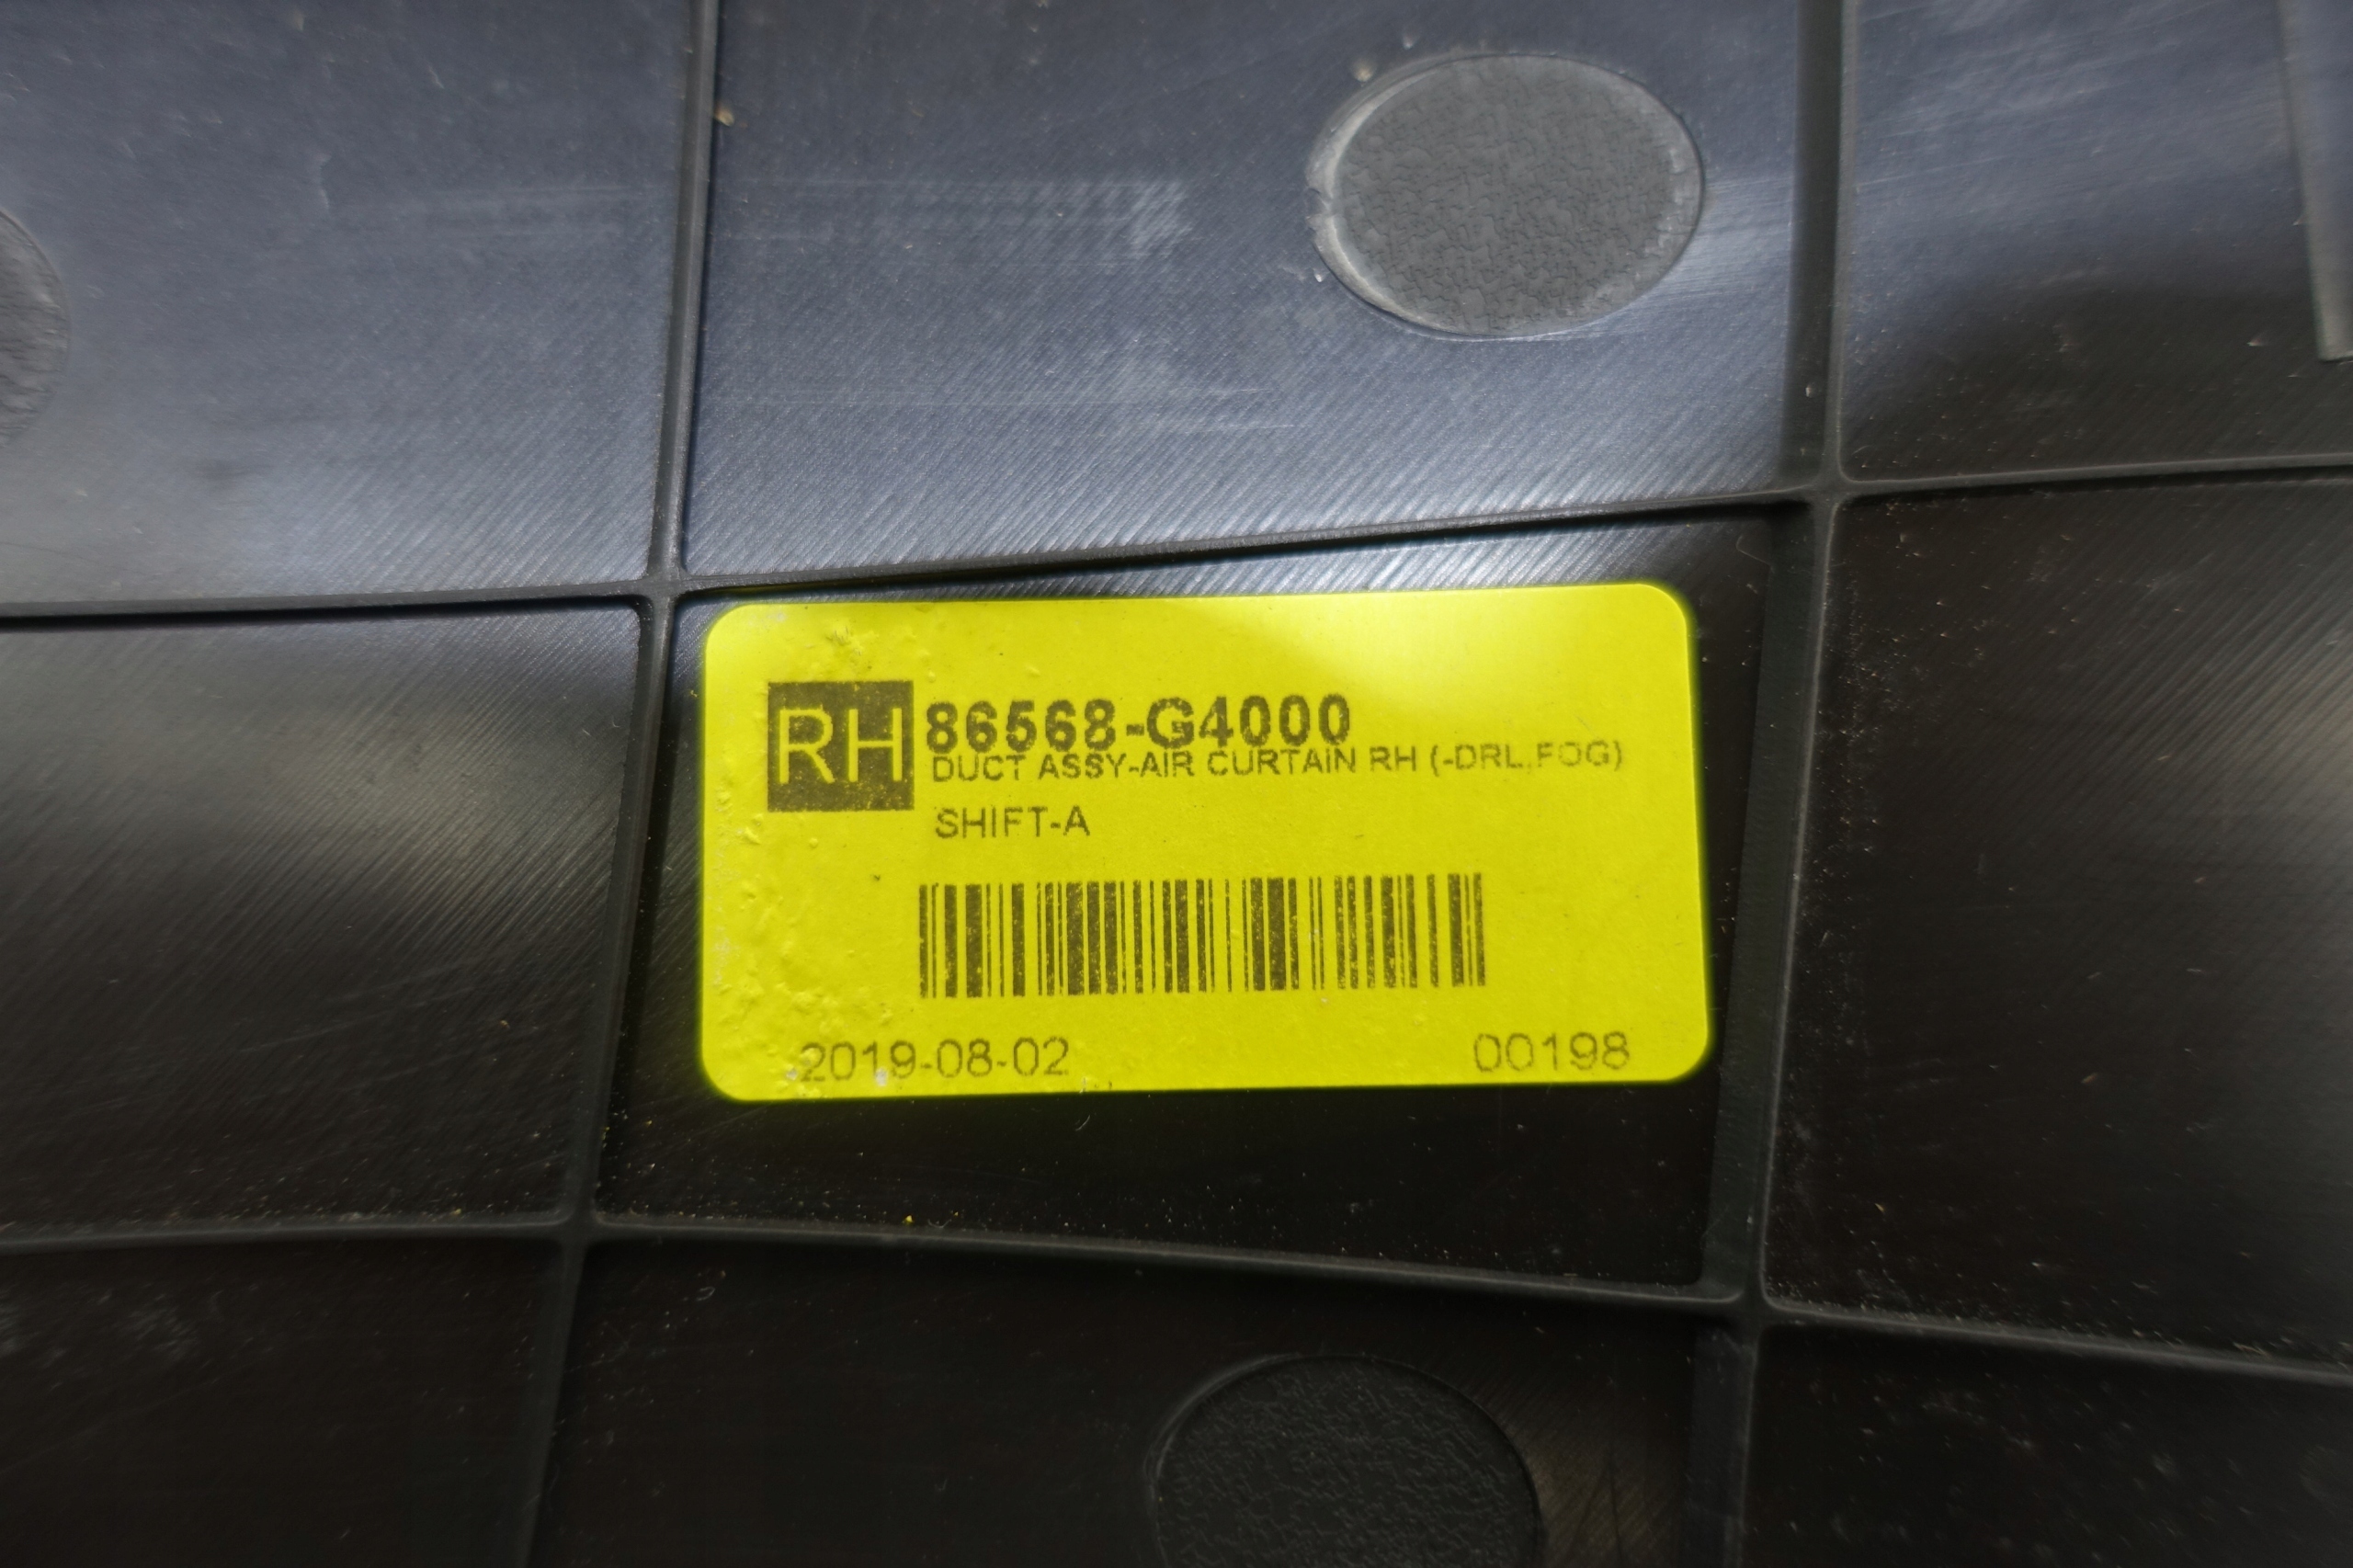 RH 86568-G4000
DUCT ASSY-AIR CURTAIN RH (-DRL,FOG)
SHIFT-A
2019-08-02 00198